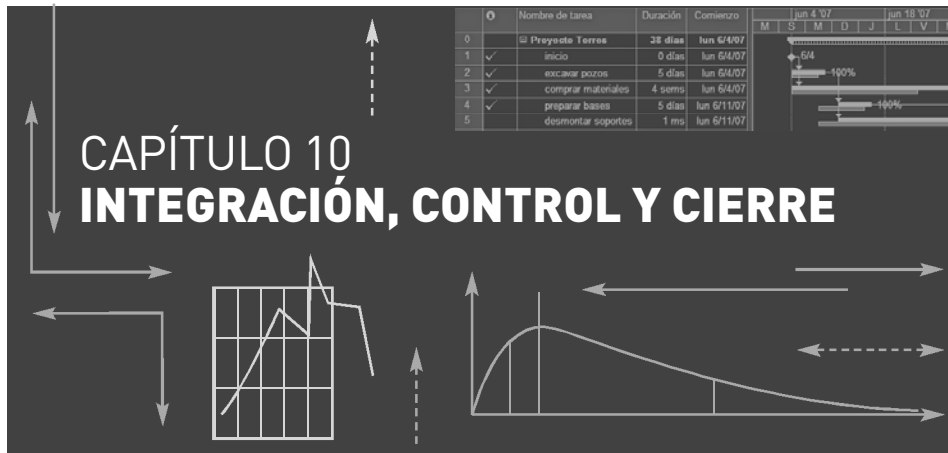 Nombre de tarea Duración Comienzo jun 4 '07 jun 18 '07
M S M D J L V
0 Proyecto Torres 38 días lun 6/4/07
1 inicio 0 días lun 6/4/07 6/4
2 excavar pozos 5 días lun 6/4/07 100%
3 comprar materiales 4 sems lun 6/4/07
4 preparar bases 5 días lun 6/11/07 100%
5 desmontar soportes 1 ms lun 6/11/07
CAPÍTULO 10
INTEGRACIÓN, CONTROL Y CIERRE